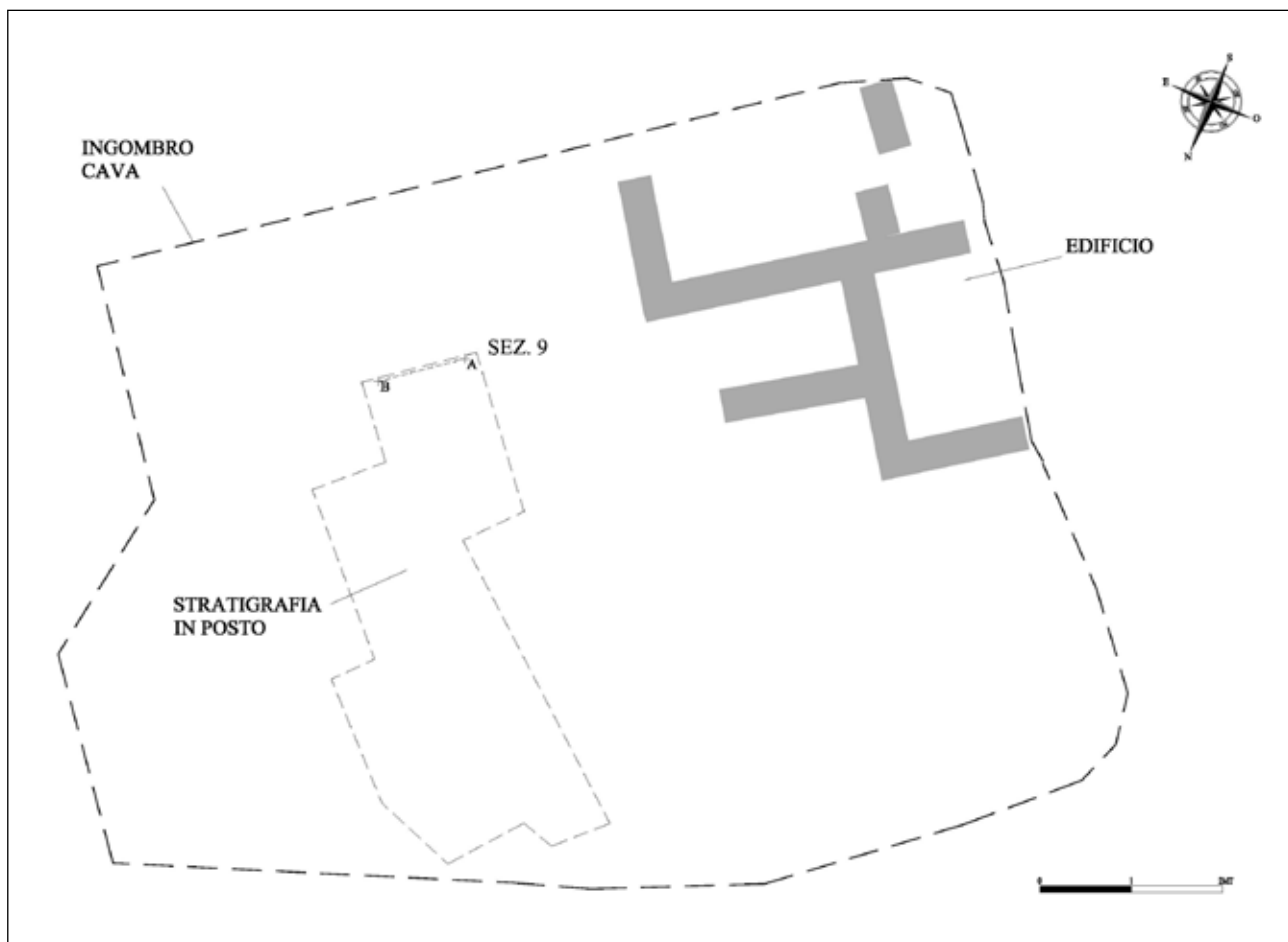 S
E
O
N
INGOMBRO
CAVA
EDIFICIO
SEZ. 9
A
B
STRATIGRAFIA
IN POSTO
0 1